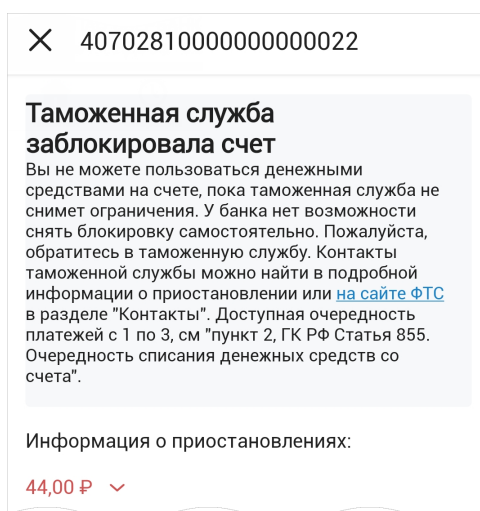 40702810000000000022
Таможенная служба
заблокировала счет
Вы не можете пользоваться денежными
средствами на счете, пока таможенная служба не
снимет ограничения. У банка нет возможности
снять блокировку самостоятельно. Пожалуйста,
обратитесь в таможенную службу. Контакты
таможенной службы можно найти в подробной
информации о приостановлении или на сайте ФТС
в разделе "Контакты". Доступная очередность
платежей с 1 по 3, см "пункт 2, ГК РФ Статья 855.
Очередность списания денежных средств со
счета".
Информация о приостановлениях:
44,00 ₽